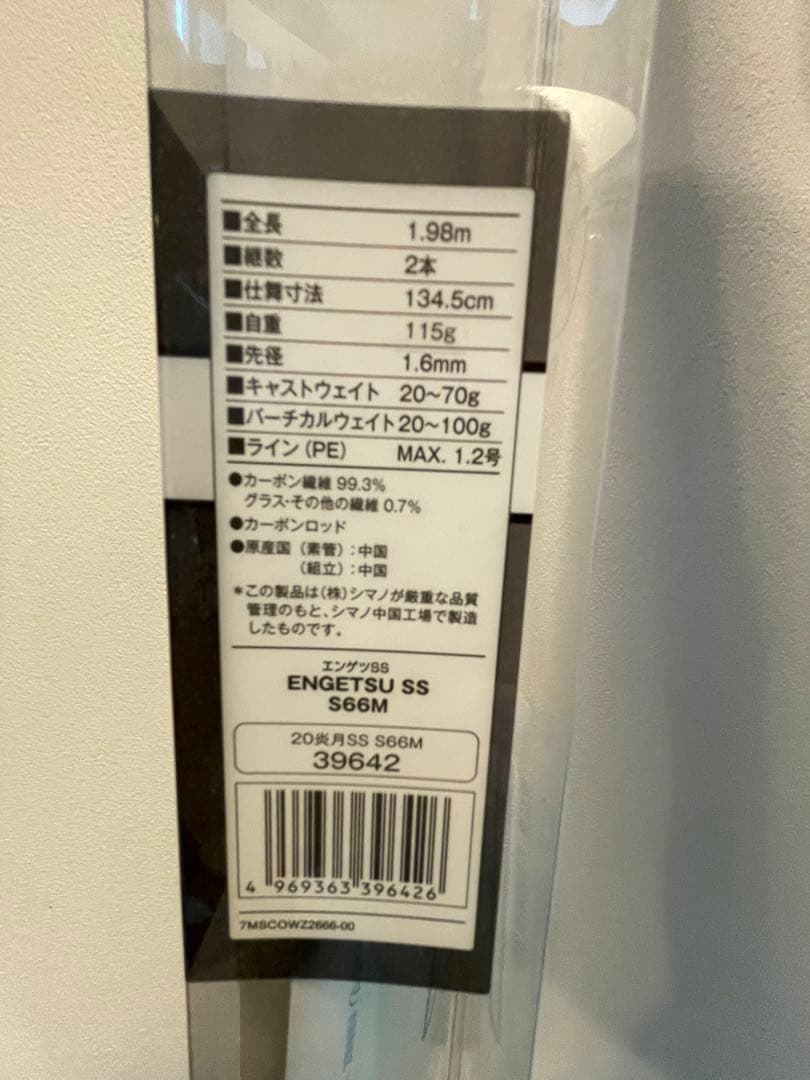 ■全長 1.98m
■継数 2本
■仕舞寸法 134.5cm
■自重 115g
■先径 1.6mm
■キャストウェイト 20~70g
■バーチカルウェイト 20~100g
■ライン(PE) MAX. 1.2号
●カーボン繊維 99.3%
グラス・その他の繊維 0.7%
●カーボンロッド
●原産国(素管):中国
(組立):中国
*この製品は(株)シマノが厳重な品質
管理のもと、シマノ中国工場で製造
したものです。
エンゲツSS
ENGETSU SS
S66M
20炎月SS S66M
39642
4 969363 396426
7MSCOWZ2666-00